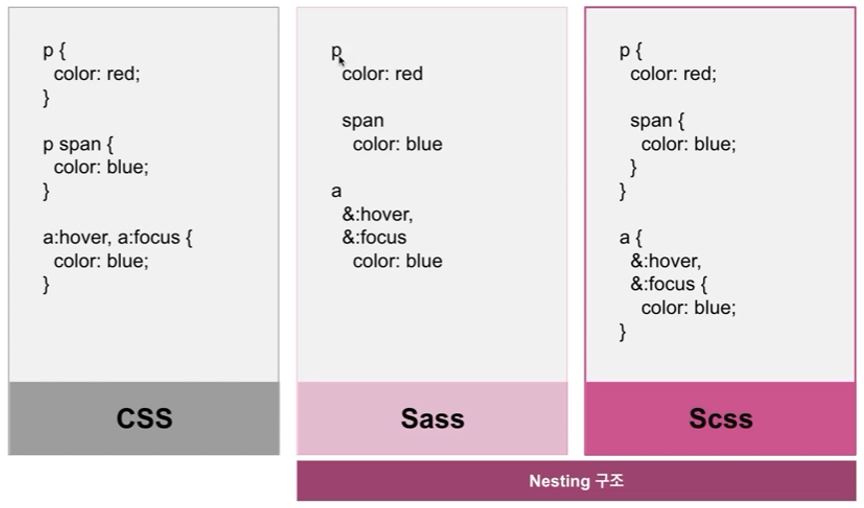 p {
  color: red;
}

p span {
  color: blue;
}

a:hover, a:focus {
  color: blue;
}
CSS
p
  color: red

  span
    color: blue

a
  &:hover,
  &:focus
    color: blue
Sass
p {
  color: red;

  span {
    color: blue;
  }
}

a {
  &:hover,
  &:focus {
    color: blue;
}
Scss
Nesting 구조